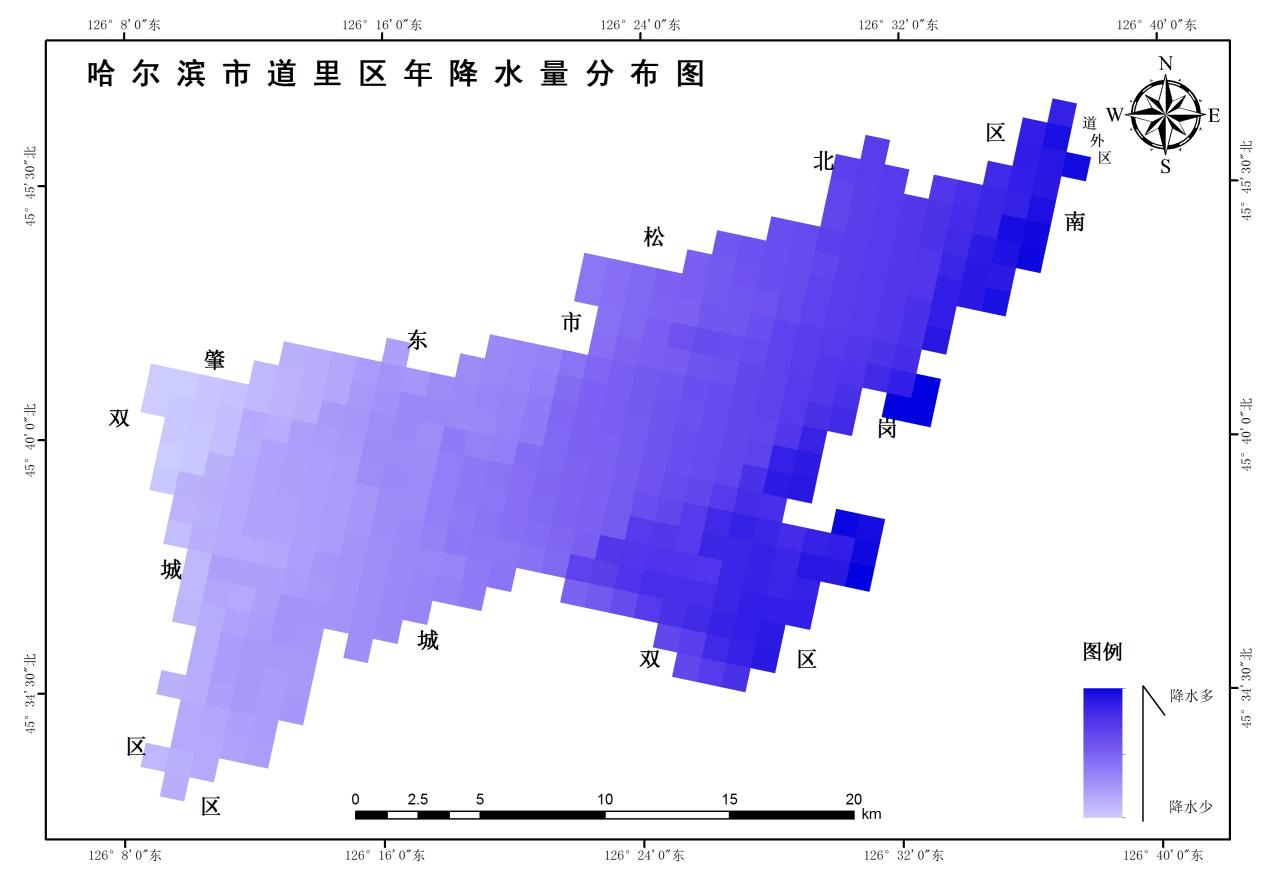 126° 8′0″东
126° 16′0″东
126° 24′0″东
126° 32′0″东
126° 40′0″东
哈尔滨市道里区年降水量分布图
N
W
E
S
道
外
区
区
北
南
松
市
东
肇
双
岗
城
城
双
区
区
区
45° 45′30″北
45° 40′0″北
45° 34′30″北
45° 45′30″北
45° 40′0″北
45° 34′30″北
图例
降水多
降水少
0 2.5 5 10 15 20
km
126° 8′0″东
126° 16′0″东
126° 24′0″东
126° 32′0″东
126° 40′0″东